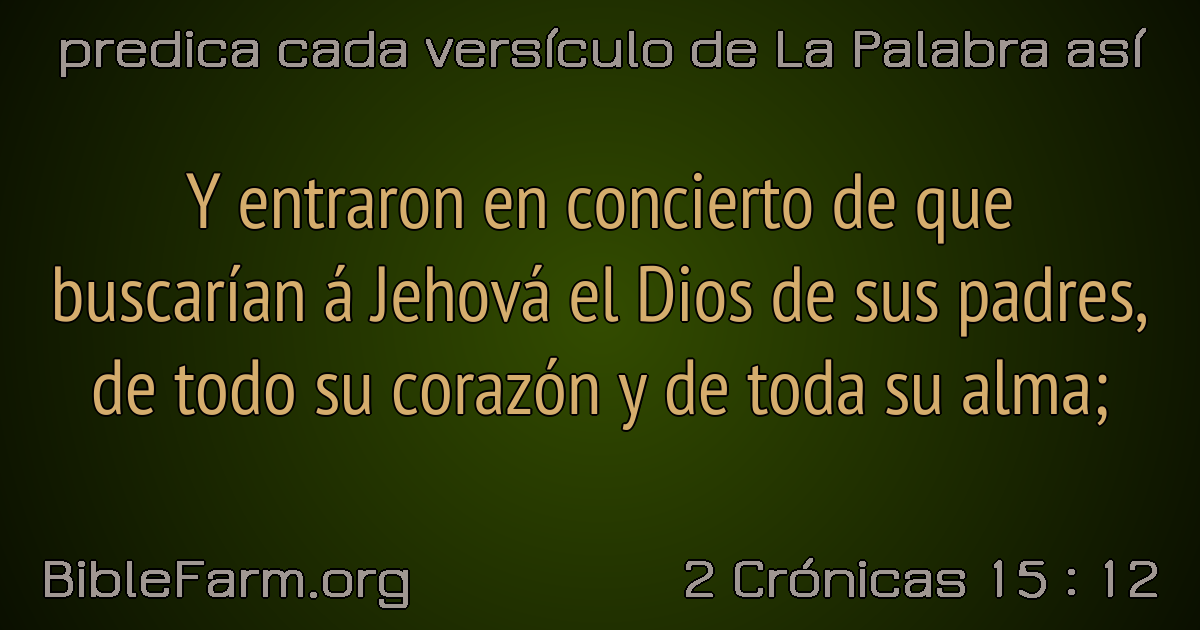 predica cada versículo de La Palabra así
Y entraron en concierto de que
buscarían á Jehová el Dios de sus padres,
de todo su corazón y de toda su alma;
BibleFarm.org
2 Crónicas 15 : 12